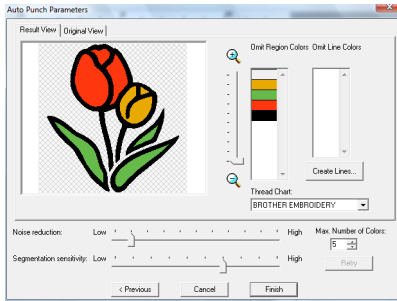 Auto Punch Parameters
Result View Original View
Omit Region Colors Omit Line Colors
Create Lines...
Thread Chart:
BROTHER EMBROIDERY
Noise reduction: Low High
Max. Number of Colors:
5
Segmentation sensitivity: Low High
Retry
< Previous Cancel Finish